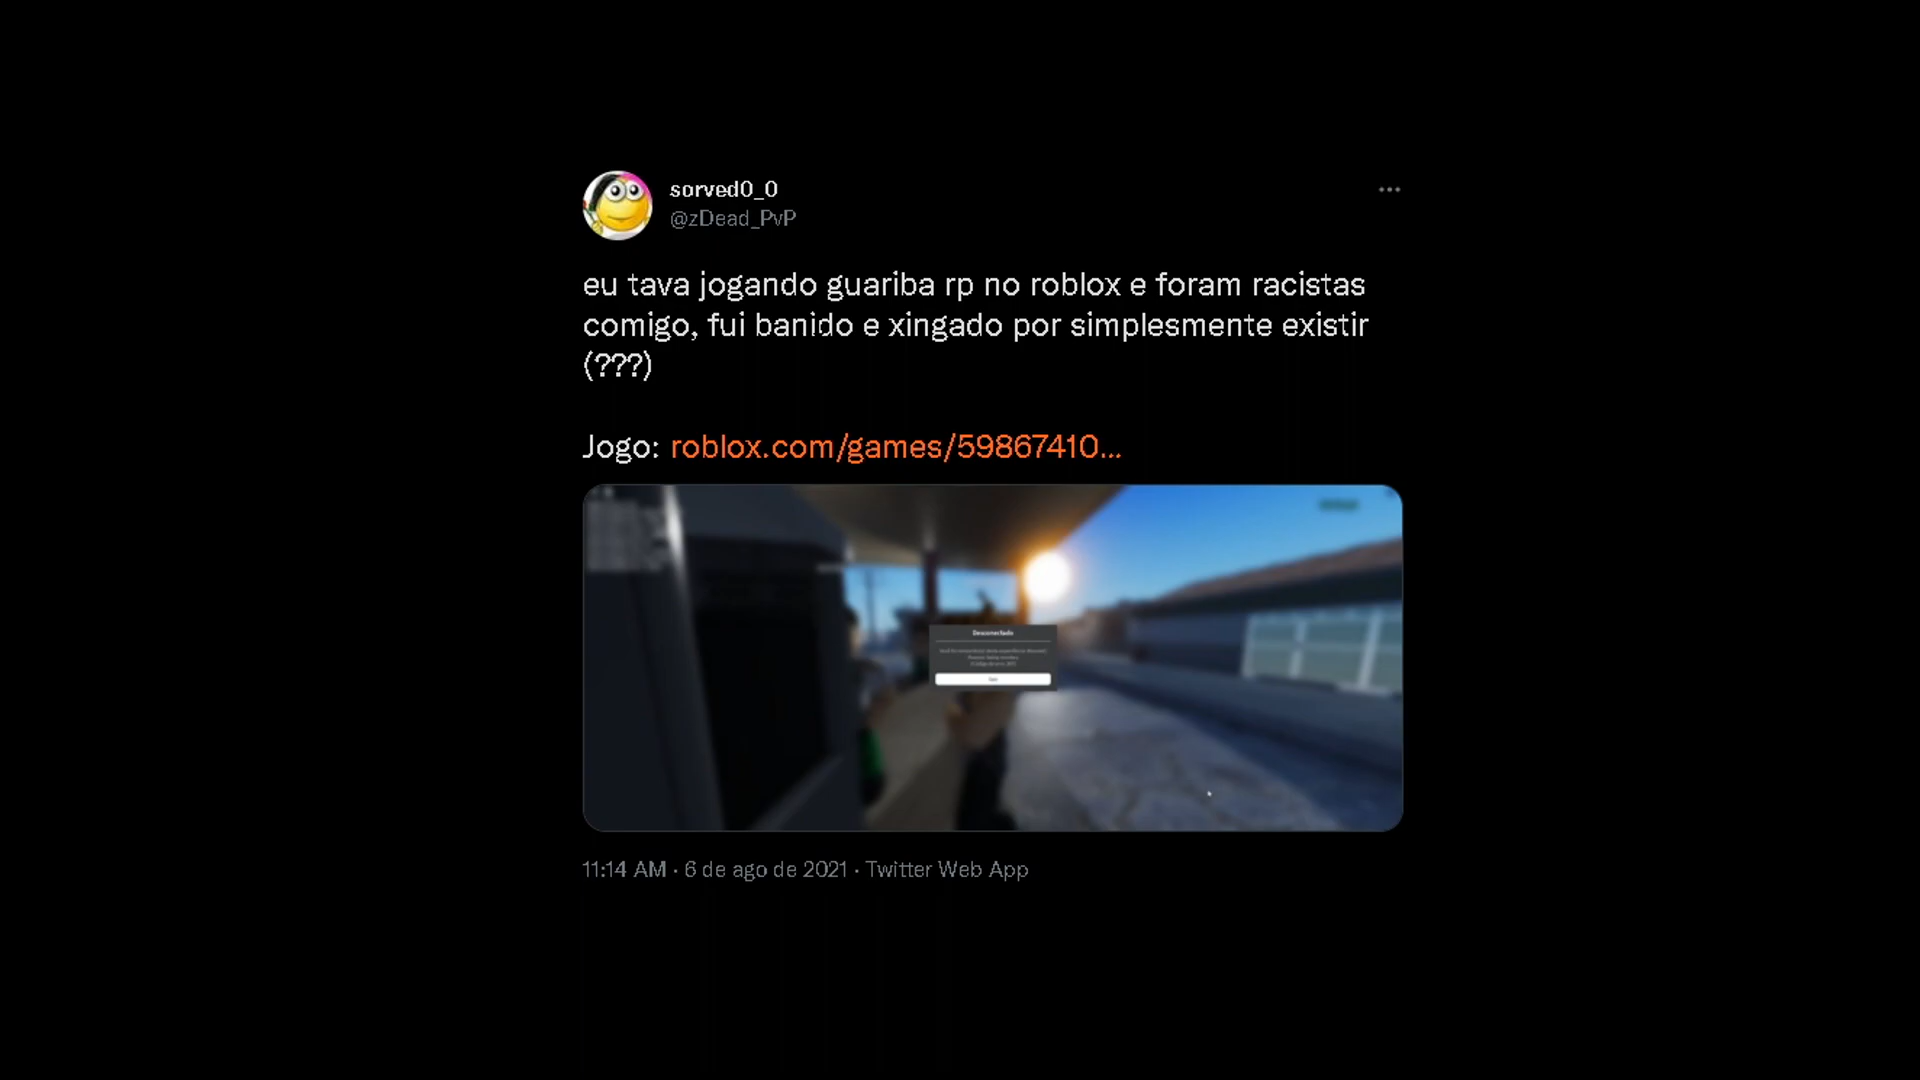 sorved0_0
@zDead_PvP
eu tava jogando guariba rp no roblox e foram racistas
comigo, fui banido e xingado por simplesmente existir
(???)
Jogo: roblox.com/games/59867410...
Desconectado
11:14 AM · 6 de ago de 2021 · Twitter Web App